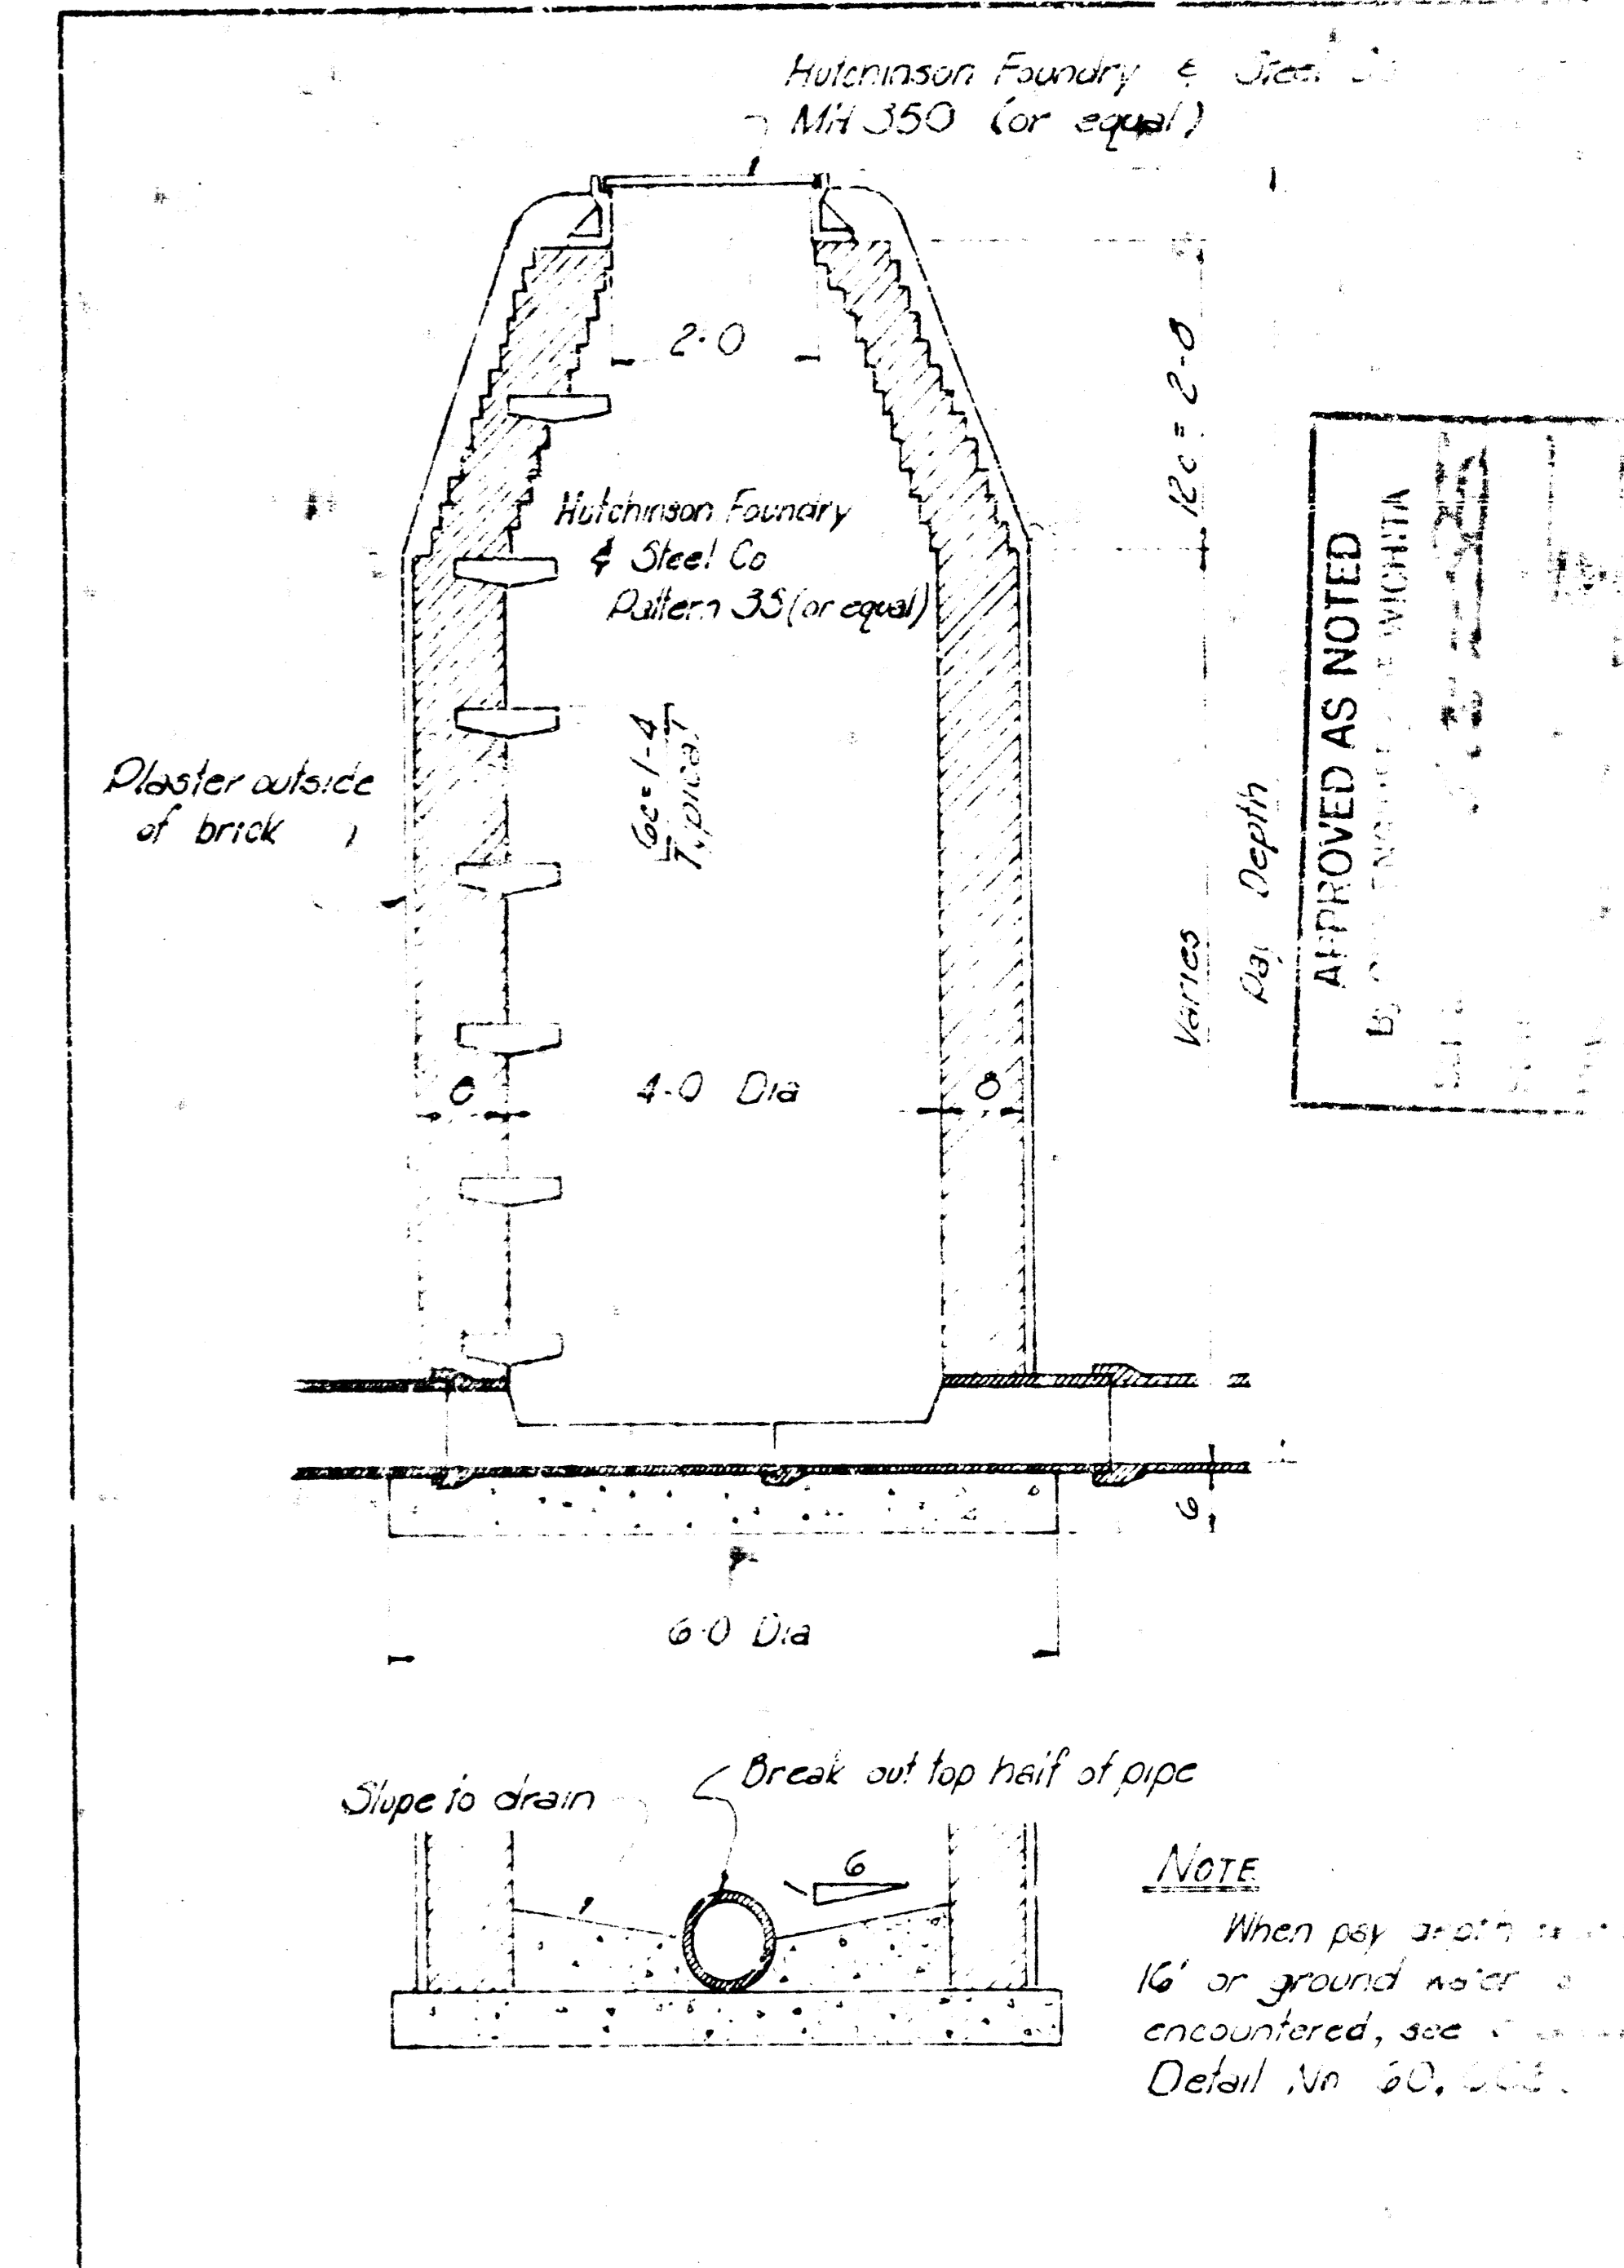 Hutchinson Foundry & Steel Co
MH 350 (or equal)
2-0
12c = 2-8
Hutchinson Foundry
& Steel Co
Pattern 35 (or equal)
6c = 1-4
Typical
Plaster outside
of brick
Varies
Pay Depth
APPROVED AS NOTED
WICHITA
8
4-0 Dia
8
6
6-0 Dia
Slope to drain
Break out top half of pipe
6
1
NOTE
When pay depth
16' or ground water
encountered, see
Detail No 60.